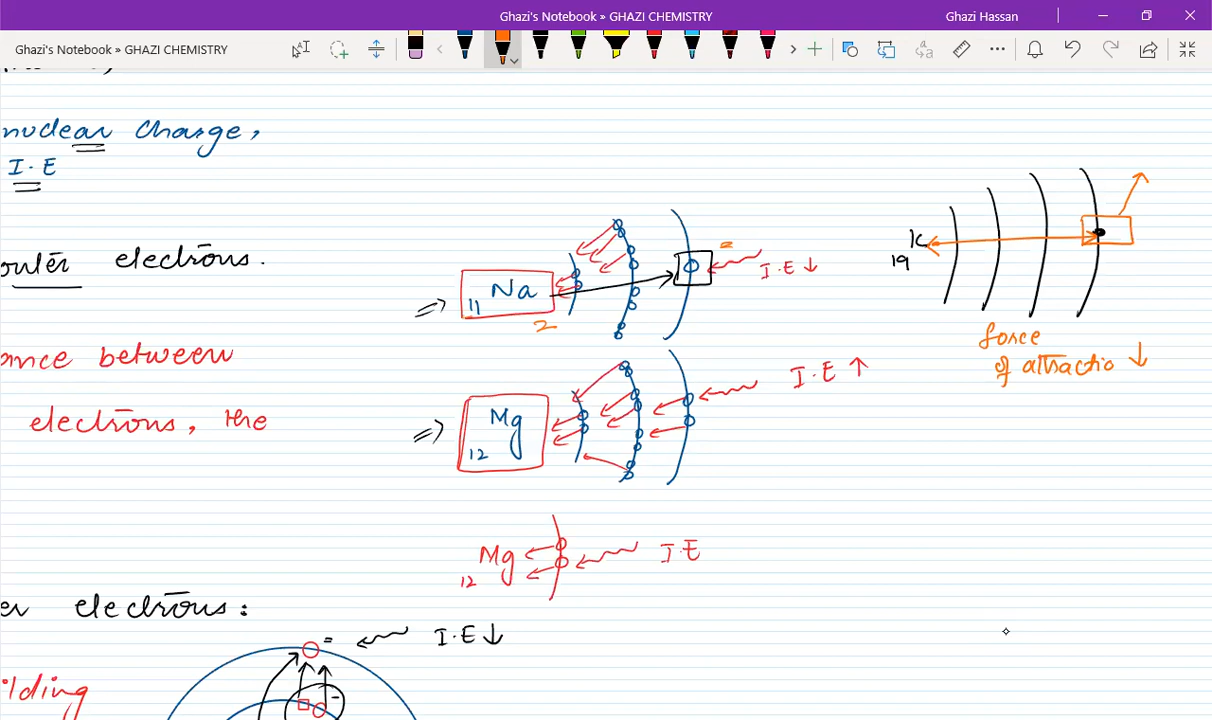 Ghazi's Notebook » GHAZI CHEMISTRY
Ghazi Hassan
Ghazi's Notebook » GHAZI CHEMISTRY
nuclear charge,
I.E
outer electrons.
ance between
electrons, the
er electrons:
ilding
11 Na
2
=
I.E ↓
Mg
12
I.E ↑
Mg
12
I.E
=
I.E ↓
K
19
force
of attractio ↓